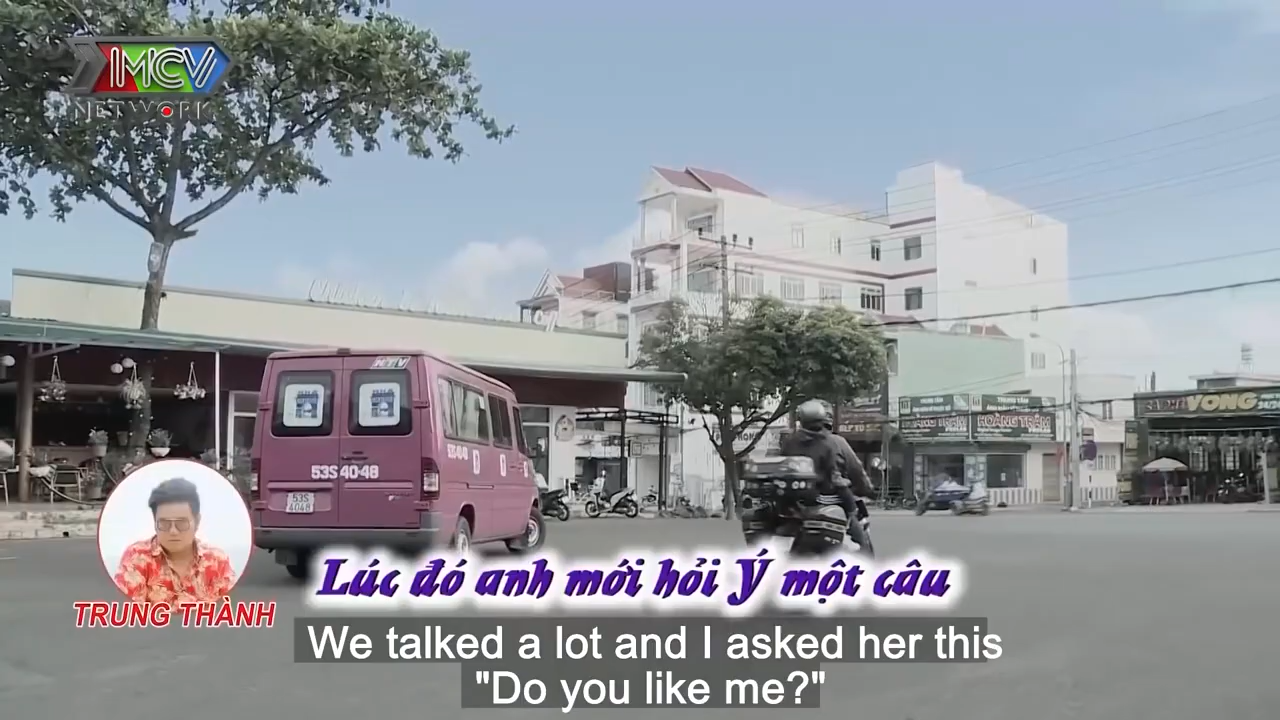 MCV
NETWORK
MTV
53S 40-48
53S
4048
VONG
HOÀNG TRÂM
TRUNG THÀNH
Lúc đó anh mới hỏi Ý một câu
We talked a lot and I asked her this
"Do you like me?"